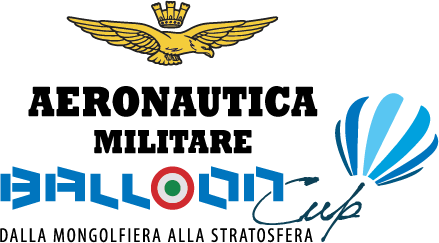 AERONAUTICA
MILITARE
BALLOON Cup
DALLA MONGOLFIERA ALLA STRATOSFERA